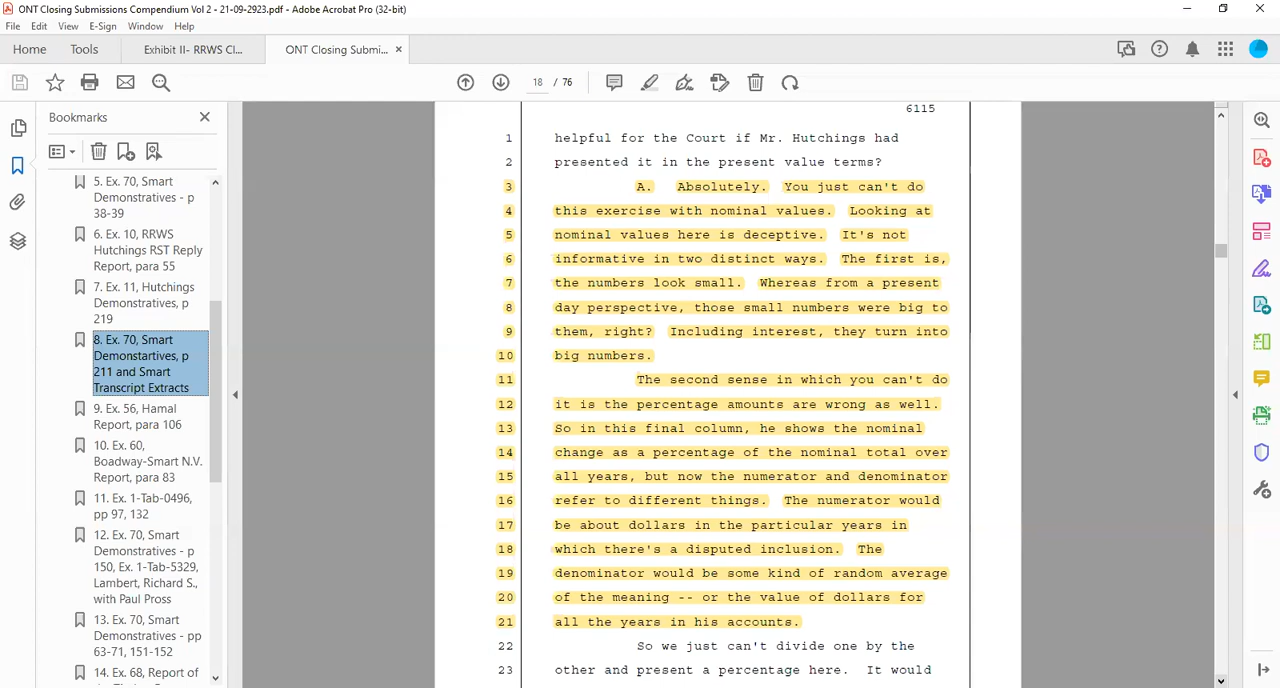 ONT Closing Submissions Compendium Vol 2 - 21-09-2923.pdf - Adobe Acrobat Pro (32-bit)
File Edit View E-Sign Window Help
Home Tools Exhibit II- RRWS Cl... ONT Closing Submi... ×
18 / 76
Bookmarks
5. Ex. 70, Smart
Demonstratives - p
38-39
6. Ex. 10, RRWS
Hutchings RST Reply
Report, para 55
7. Ex. 11, Hutchings
Demonstratives, p
219
8. Ex. 70, Smart
Demonstartives, p
211 and Smart
Transcript Extracts
9. Ex. 56, Hamal
Report, para 106
10. Ex. 60,
Boadway-Smart N.V.
Report, para 83
11. Ex. 1-Tab-0496,
pp 97, 132
12. Ex. 70, Smart
Demonstratives - p
150, Ex. 1-Tab-5329,
Lambert, Richard S.,
with Paul Pross
13. Ex. 70, Smart
Demonstratives - pp
63-71, 151-152
14. Ex. 68, Report of
6115
1 helpful for the Court if Mr. Hutchings had
2 presented it in the present value terms?
3 A. Absolutely. You just can't do
4 this exercise with nominal values. Looking at
5 nominal values here is deceptive. It's not
6 informative in two distinct ways. The first is,
7 the numbers look small. Whereas from a present
8 day perspective, those small numbers were big to
9 them, right? Including interest, they turn into
10 big numbers.
11 The second sense in which you can't do
12 it is the percentage amounts are wrong as well.
13 So in this final column, he shows the nominal
14 change as a percentage of the nominal total over
15 all years, but now the numerator and denominator
16 refer to different things. The numerator would
17 be about dollars in the particular years in
18 which there's a disputed inclusion. The
19 denominator would be some kind of random average
20 of the meaning -- or the value of dollars for
21 all the years in his accounts.
22 So we just can't divide one by the
23 other and present a percentage here. It would